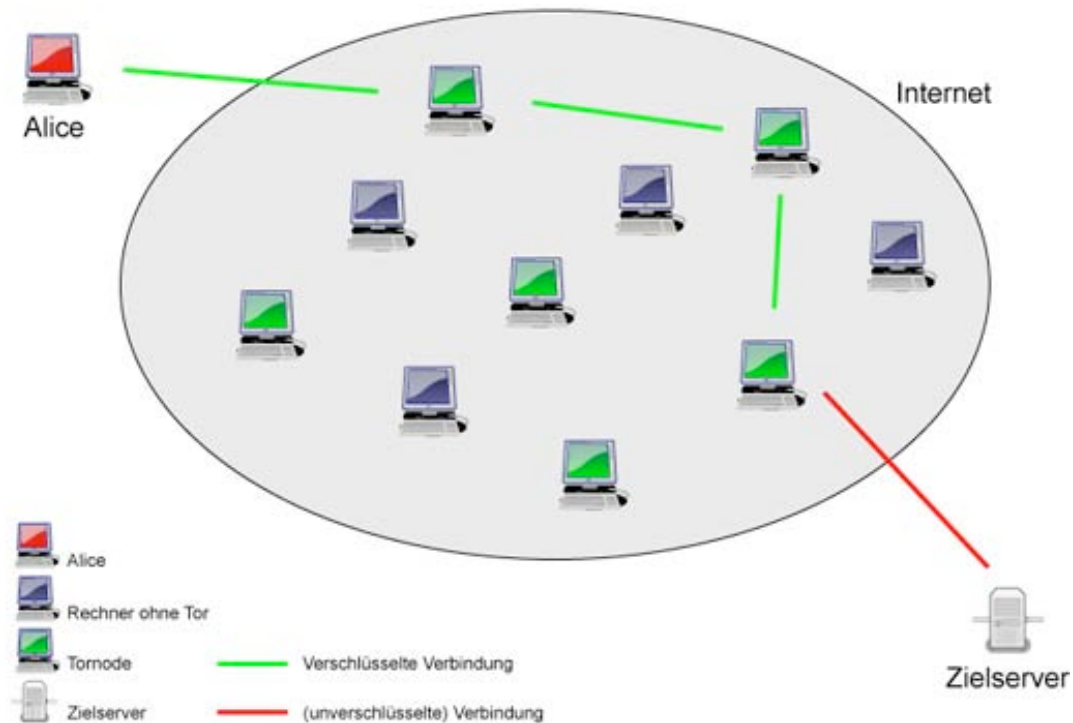 Internet
Alice
Alice
Rechner ohne Tor
Tornode
Verschlüsselte Verbindung
Zielserver
Zielserver
(unverschlüsselte) Verbindung